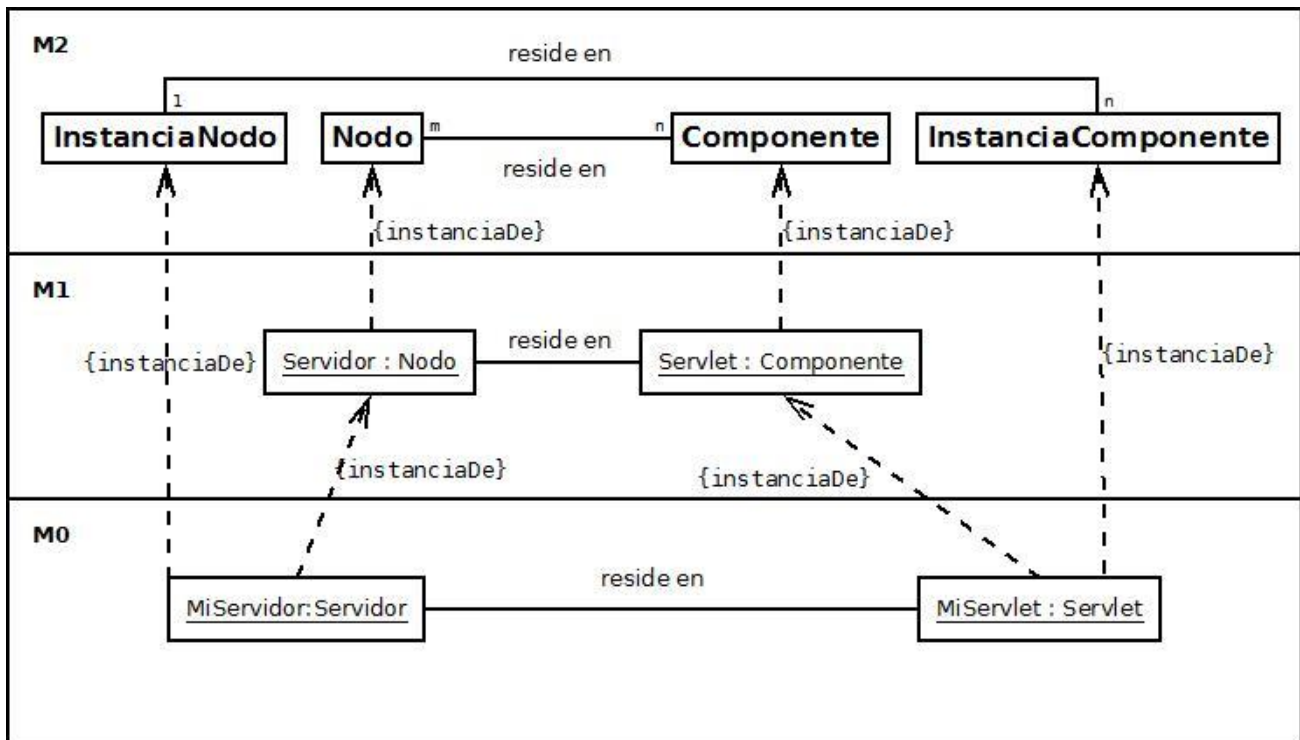 M2
reside en
1
n
InstanciaNodo
Nodo
m
n
Componente
InstanciaComponente
reside en
{instanciaDe}
{instanciaDe}
M1
Servidor : Nodo
reside en
Servlet : Componente
{instanciaDe}
{instanciaDe}
{instanciaDe}
{instanciaDe}
M0
reside en
MiServidor:Servidor
MiServlet : Servlet